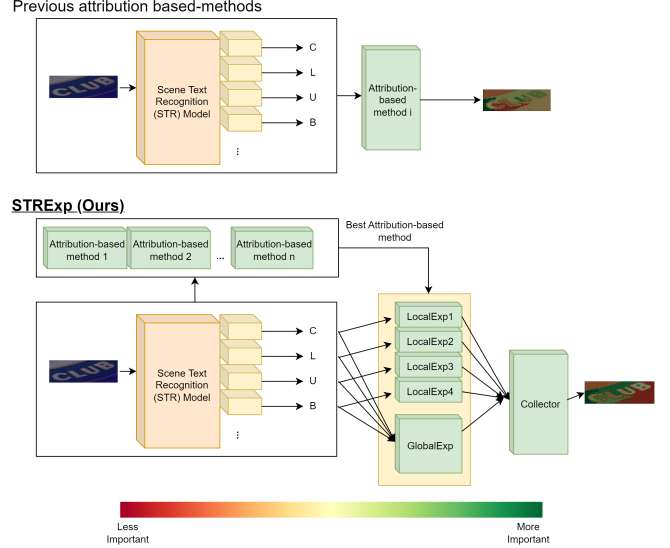 Previous attribution based-methods
CLUB
Scene Text
Recognition
(STR) Model
C
L
U
B
...
Attribution-
based
method i
CLUB
STRExp (Ours)
Attribution-based
method 1
Attribution-based
method 2
...
Attribution-based
method n
Best Attribution-based
method
CLUB
Scene Text
Recognition
(STR) Model
C
L
U
B
...
LocalExp1
LocalExp2
LocalExp3
LocalExp4
GlobalExp
Collector
CLUB
Less
Important
More
Important